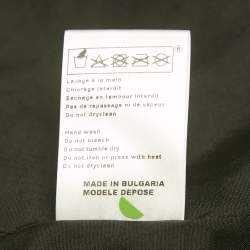 ®
Lavage à la main
Chlorage interdit
Sechage en tambour interdit
Pas de repassage ni de vapeur
Do not dryclean
Hand wash
Do not bleach
Do not tumble dry
Do not iron or press with heat
Do not dryclean
MADE IN BULGARIA
MODELE DEPOSE